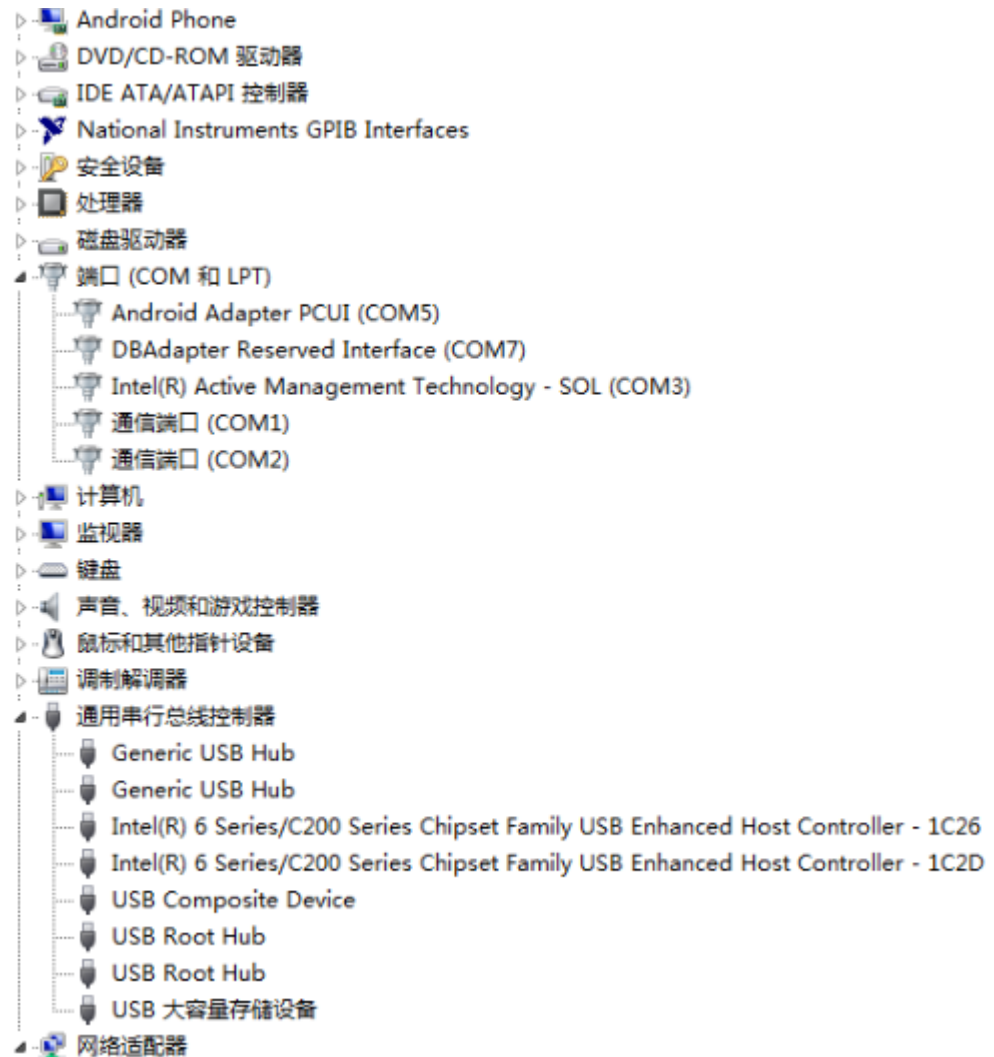 Android Phone
DVD/CD-ROM 驱动器
IDE ATA/ATAPI 控制器
National Instruments GPIB Interfaces
安全设备
处理器
磁盘驱动器
端口 (COM 和 LPT)
Android Adapter PCUI (COM5)
DBAdapter Reserved Interface (COM7)
Intel(R) Active Management Technology - SOL (COM3)
通信端口 (COM1)
通信端口 (COM2)
计算机
监视器
键盘
声音、视频和游戏控制器
鼠标和其他指针设备
调制解调器
通用串行总线控制器
Generic USB Hub
Generic USB Hub
Intel(R) 6 Series/C200 Series Chipset Family USB Enhanced Host Controller - 1C26
Intel(R) 6 Series/C200 Series Chipset Family USB Enhanced Host Controller - 1C2D
USB Composite Device
USB Root Hub
USB Root Hub
USB 大容量存储设备
网络适配器